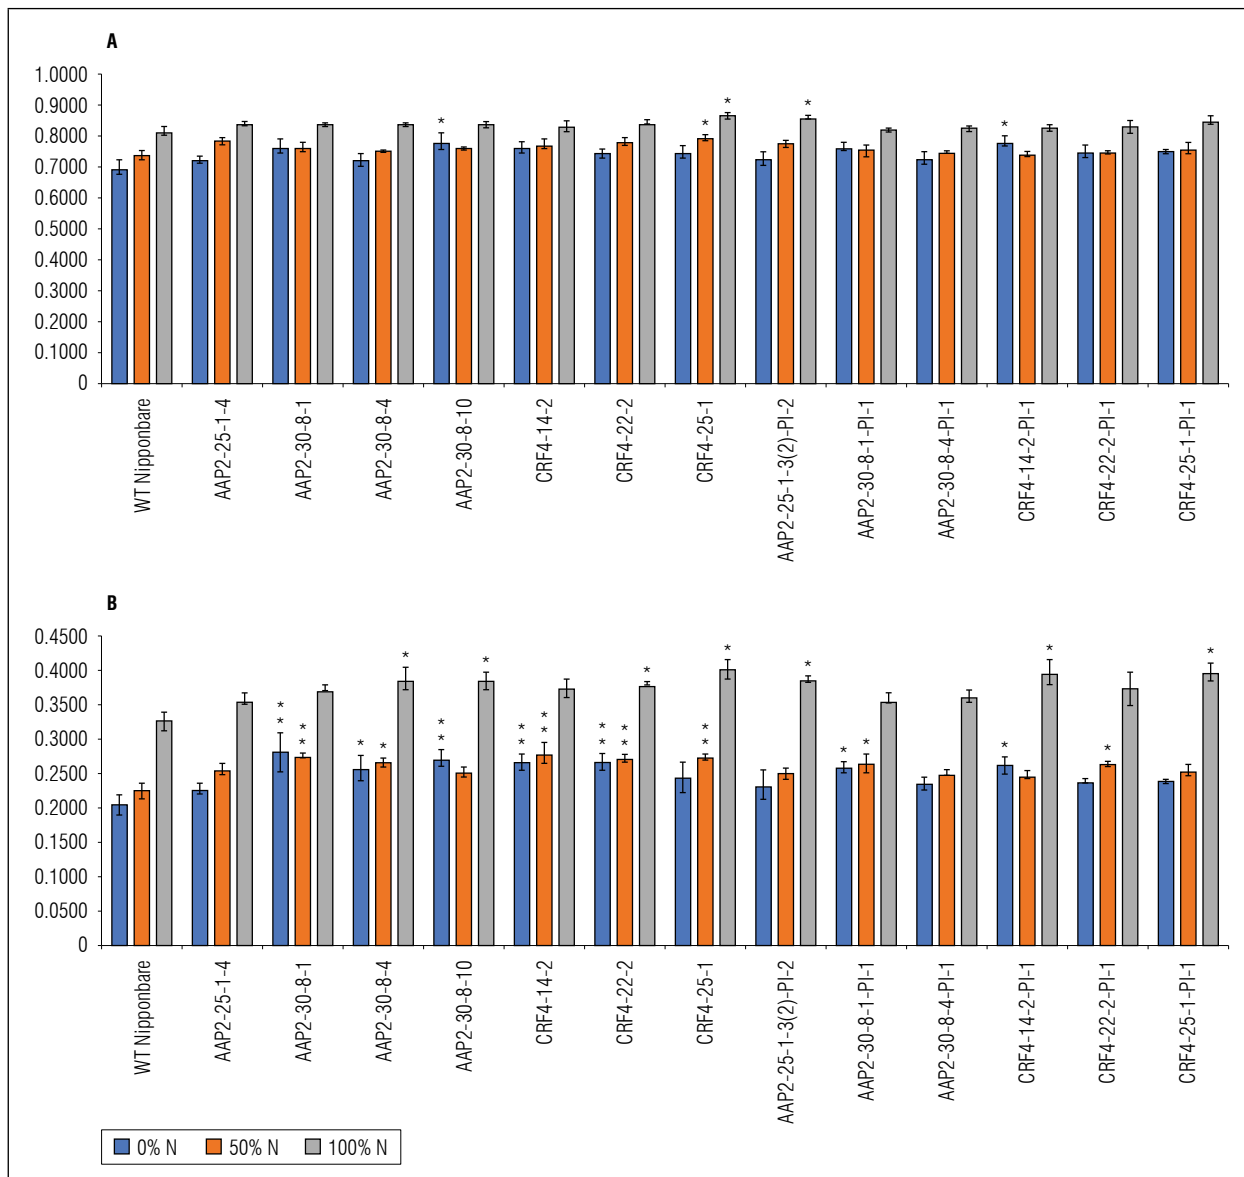 A
1.0000
0.9000
0.8000
0.7000
0.6000
0.5000
0.4000
0.3000
0.2000
0.1000
0
* * * * *
WT Nipponbare
AAP2-25-1-4
AAP2-30-8-1
AAP2-30-8-4
AAP2-30-8-10
CRF4-14-2
CRF4-22-2
CRF4-25-1
AAP2-25-1-3(2)-PI-2
AAP2-30-8-1-PI-1
AAP2-30-8-4-PI-1
CRF4-14-2-PI-1
CRF4-22-2-PI-1
CRF4-25-1-PI-1
B
0.4500
0.4000
0.3500
0.3000
0.2500
0.2000
0.1500
0.1000
0.0500
0
** ** * * * ** * ** ** ** ** * ** * * * * * * * *
WT Nipponbare
AAP2-25-1-4
AAP2-30-8-1
AAP2-30-8-4
AAP2-30-8-10
CRF4-14-2
CRF4-22-2
CRF4-25-1
AAP2-25-1-3(2)-PI-2
AAP2-30-8-1-PI-1
AAP2-30-8-4-PI-1
CRF4-14-2-PI-1
CRF4-22-2-PI-1
CRF4-25-1-PI-1
0% N 50% N 100% N